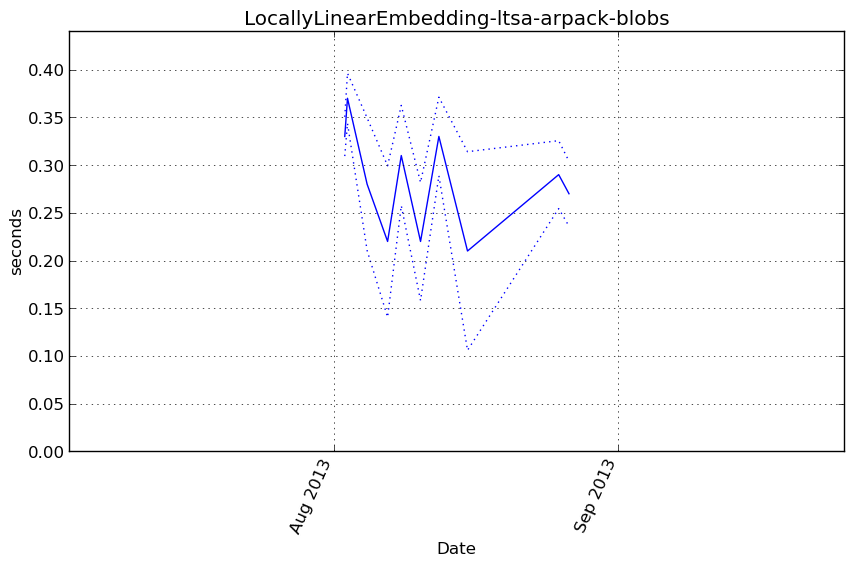 LocallyLinearEmbedding-ltsa-arpack-blobs
0.40
0.35
0.30
0.25
0.20
0.15
0.10
0.05
0.00
seconds
Aug 2013
Sep 2013
Date